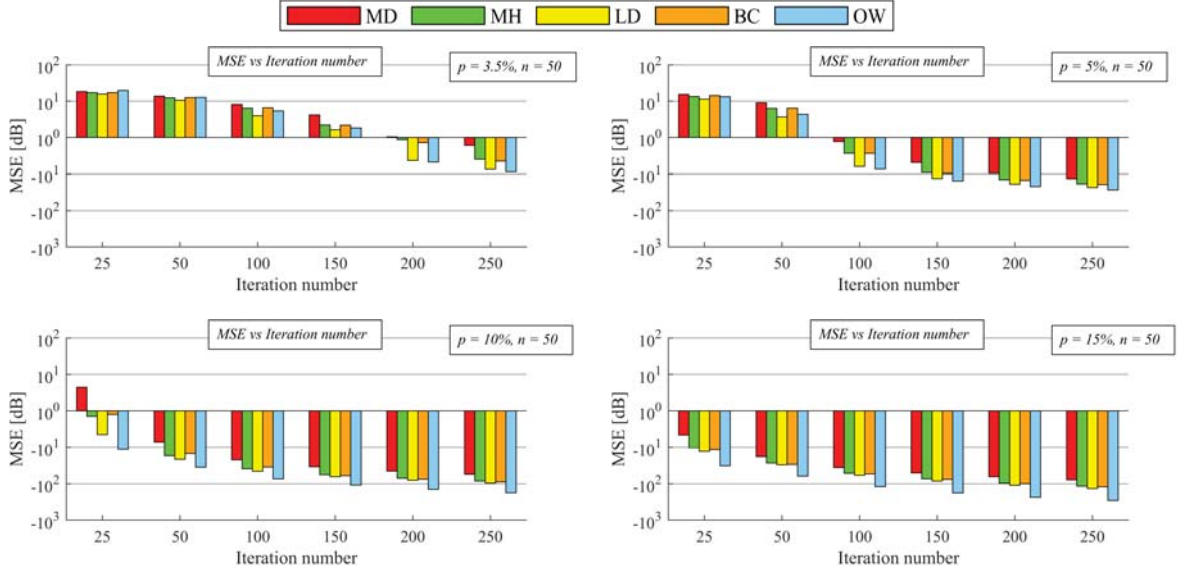 MD MH LD BC OW
MSE vs Iteration number
p = 3.5%, n = 50
MSE [dB]
10^2
10^1
10^0
-10^1
-10^2
-10^3
25 50 100 150 200 250
Iteration number
MSE vs Iteration number
p = 5%, n = 50
MSE [dB]
10^2
10^1
10^0
-10^1
-10^2
-10^3
25 50 100 150 200 250
Iteration number
MSE vs Iteration number
p = 10%, n = 50
MSE [dB]
10^2
10^1
10^0
-10^1
-10^2
-10^3
25 50 100 150 200 250
Iteration number
MSE vs Iteration number
p = 15%, n = 50
MSE [dB]
10^2
10^1
10^0
-10^1
-10^2
-10^3
25 50 100 150 200 250
Iteration number